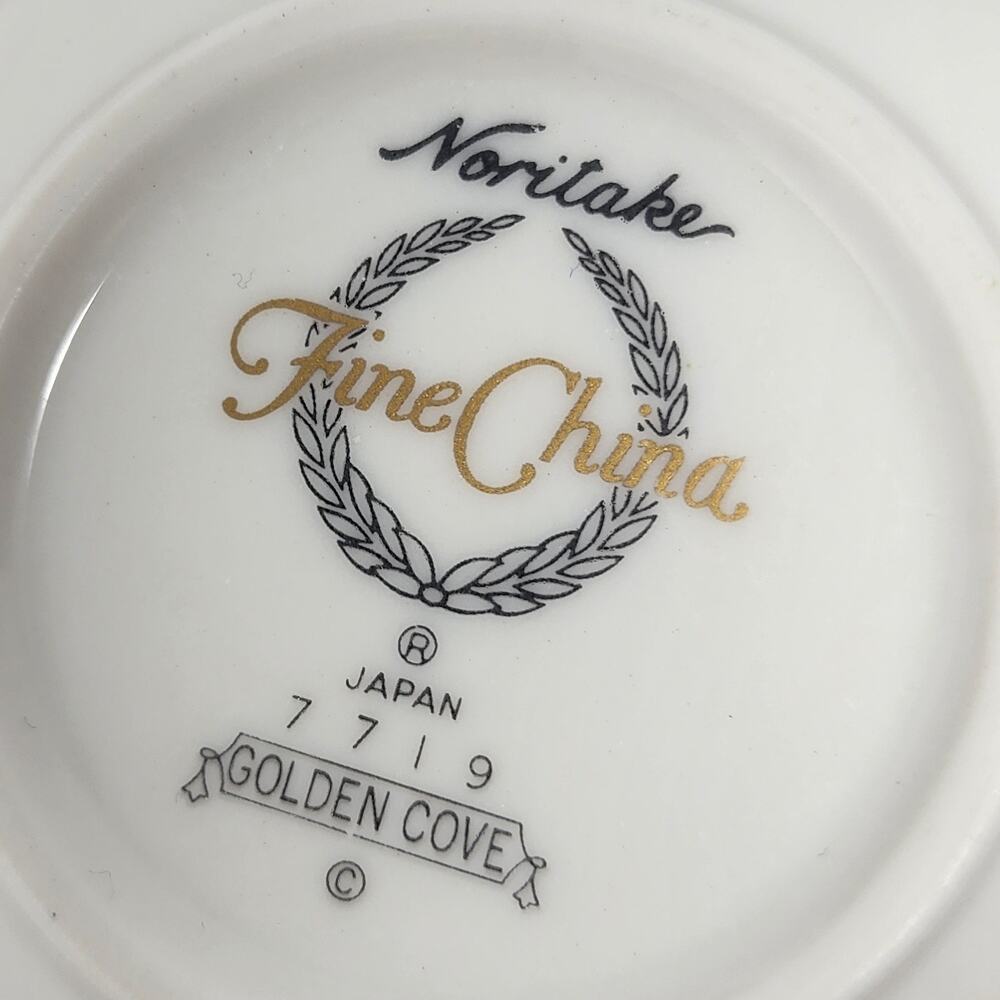 Noritake
Fine China
®
JAPAN
7719
GOLDEN COVE
©